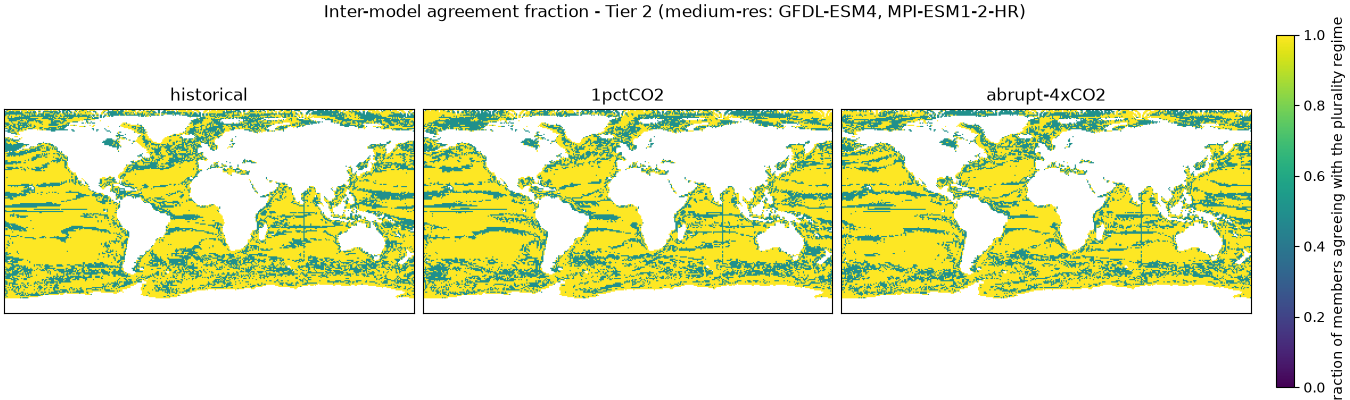 Inter-model agreement fraction - Tier 2 (medium-res: GFDL-ESM4, MPI-ESM1-2-HR)
historical
1pctCO2
abrupt-4xCO2
1.0
0.8
0.6
0.4
0.2
0.0
raction of members agreeing with the plurality regime